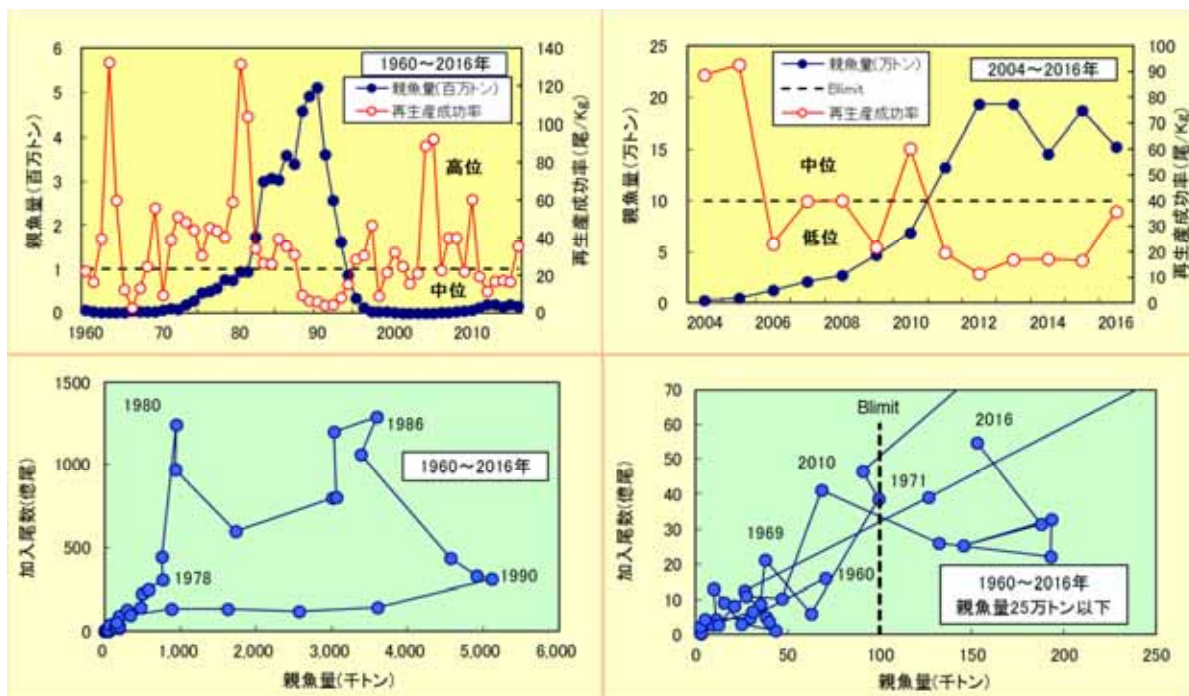 1960～2016年
親魚量(百万トン)
再生産成功率
高位
中位
親魚量(百万トン)
再生産成功率(尾/Kg)
6
5
4
3
2
1
0
140
120
100
80
60
40
20
0
1960 70 80 90 2000 10
2004～2016年
親魚量(万トン)
Blimit
再生産成功率
中位
低位
親魚量(万トン)
再生産成功率(尾/Kg)
25
20
15
10
5
0
100
90
80
70
60
50
40
30
20
10
0
2004 2006 2008 2010 2012 2014 2016
1980
1986
1960～2016年
1978
1990
加入尾数(億尾)
1500
1000
500
0
0 1,000 2,000 3,000 4,000 5,000 6,000
親魚量(千トン)
Blimit
2016
2010
1971
1969
1960
1960～2016年
親魚量25万トン以下
加入尾数(億尾)
70
60
50
40
30
20
10
0
0 50 100 150 200 250
親魚量(千トン)